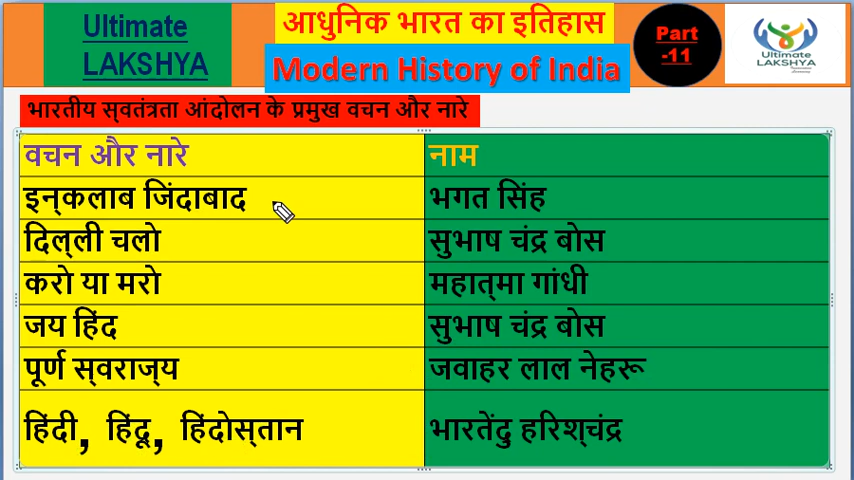 Ultimate
LAKSHYA
आधुनिक भारत का इतिहास
Modern History of India
Part
-11
Ultimate
LAKSHYA
भारतीय स्वतंत्रता आंदोलन के प्रमुख वचन और नारे
वचन और नारे नाम
इन्कलाब जिंदाबाद भगत सिंह
दिल्ली चलो सुभाष चंद्र बोस
करो या मरो महात्मा गांधी
जय हिंद सुभाष चंद्र बोस
पूर्ण स्वराज्य जवाहर लाल नेहरू
हिंदी, हिंदू, हिंदोस्तान भारतेंदु हरिश्चंद्र